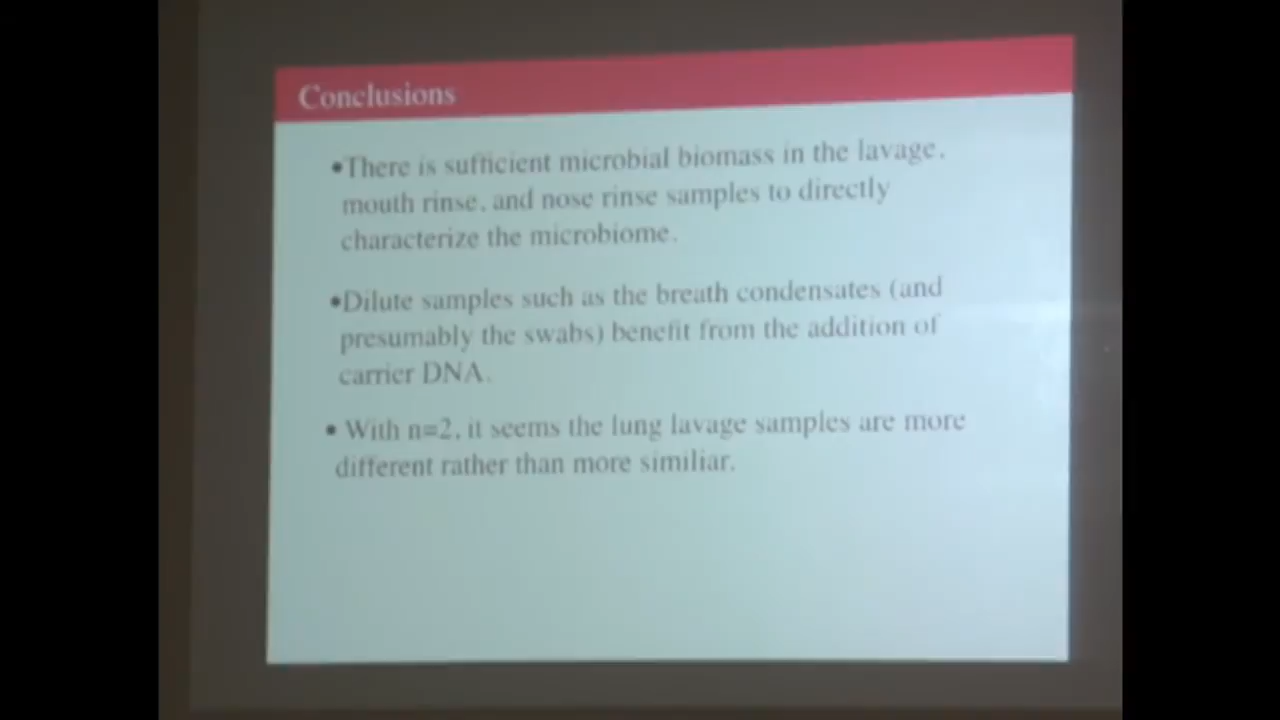 Conclusions
•There is sufficient microbial biomass in the lavage,
mouth rinse, and nose rinse samples to directly
characterize the microbiome.
•Dilute samples such as the breath condensates (and
presumably the swabs) benefit from the addition of
carrier DNA.
• With n=2, it seems the lung lavage samples are more
different rather than more similiar.